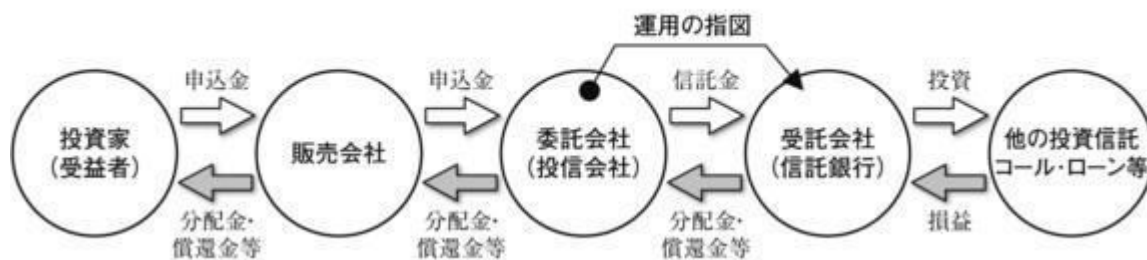 運用の指図
申込金
申込金
信託金
投資
投資家
(受益者)
販売会社
委託会社
(投信会社)
受託会社
(信託銀行)
他の投資信託
コール・ローン等
分配金・
償還金等
分配金・
償還金等
分配金・
償還金等
損益